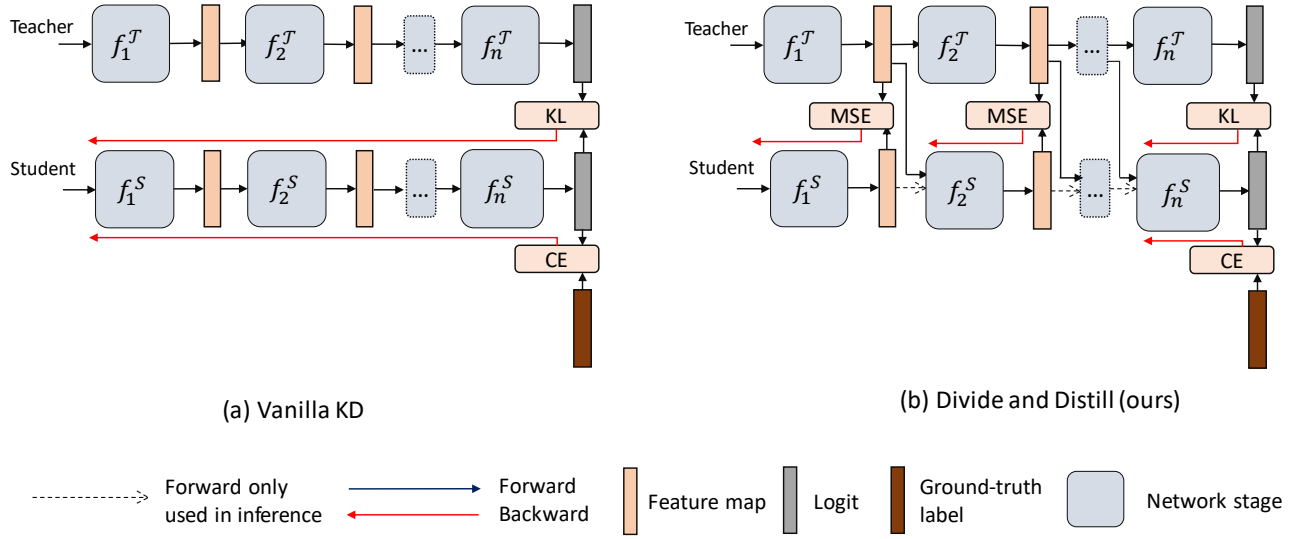 Teacher
f₁ᵀ
f₂ᵀ
...
fₙᵀ
KL
Student
f₁ˢ
f₂ˢ
...
fₙˢ
CE
(a) Vanilla KD
Teacher
f₁ᵀ
f₂ᵀ
...
fₙᵀ
MSE
MSE
KL
Student
f₁ˢ
f₂ˢ
...
fₙˢ
CE
(b) Divide and Distill (ours)
Forward only
used in inference
Forward
Backward
Feature map
Logit
Ground-truth
label
Network stage